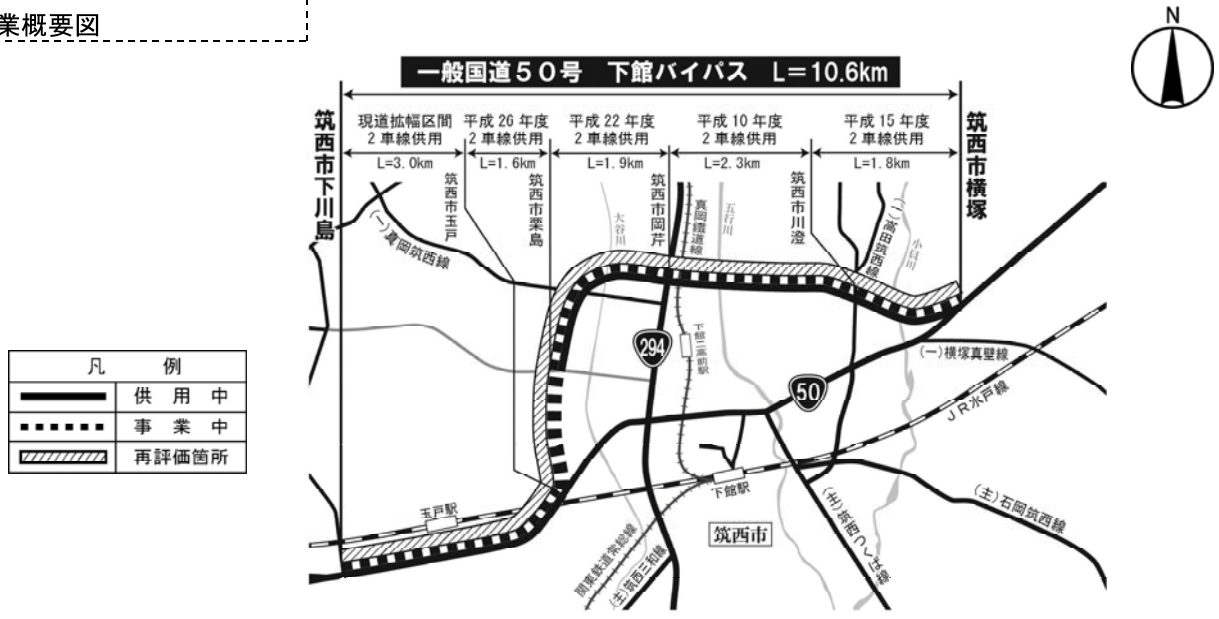 業概要図
N
一般国道50号 下館バイパス L=10.6km
筑西市下川島
現道拡幅区間
2車線供用
L=3.0km
平成26年度
2車線供用
L=1.6km
平成22年度
2車線供用
L=1.9km
平成10年度
2車線供用
L=2.3km
平成15年度
2車線供用
L=1.8km
筑西市横塚
筑西市玉戸
筑西市栗島
筑西市岡芹
筑西市川澄
大谷川
真岡鐵道線
五行川
(一)高田筑西線
小貝川
(一)真岡筑西線
294
下館二高前駅
50
(一)横塚真壁線
JR水戸線
凡 例
供用中
事業中
再評価箇所
玉戸駅
下館駅
筑西市
関東鉄道常総線
(主)筑西三和線
(主)筑西つくば線
(主)石岡筑西線